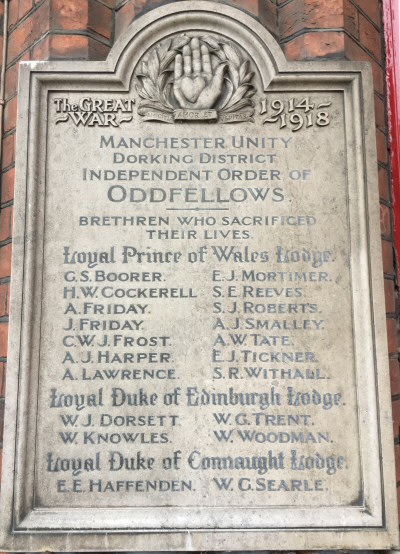 The Great War 1914-1918
AMOR ET
Manchester Unity
Dorking District
Independent Order of
Oddfellows.
Brethren who sacrificed
their lives.
Loyal Prince of Wales Lodge.
G.S. Boorer. E.J. Mortimer.
H.W. Cockerell S.E. Reeves.
A. Friday. S.J. Roberts.
J. Friday. A.J. Smalley.
C.W.J. Frost. A.W. Tate.
A.J. Harper. E.J. Tickner.
A. Lawrence. S.R. Withall.
Loyal Duke of Edinburgh Lodge.
W.J. Dorsett. W.G. Trent.
W. Knowles. W. Woodman.
Loyal Duke of Connaught Lodge.
E.E. Haffenden. W.G. Searle.